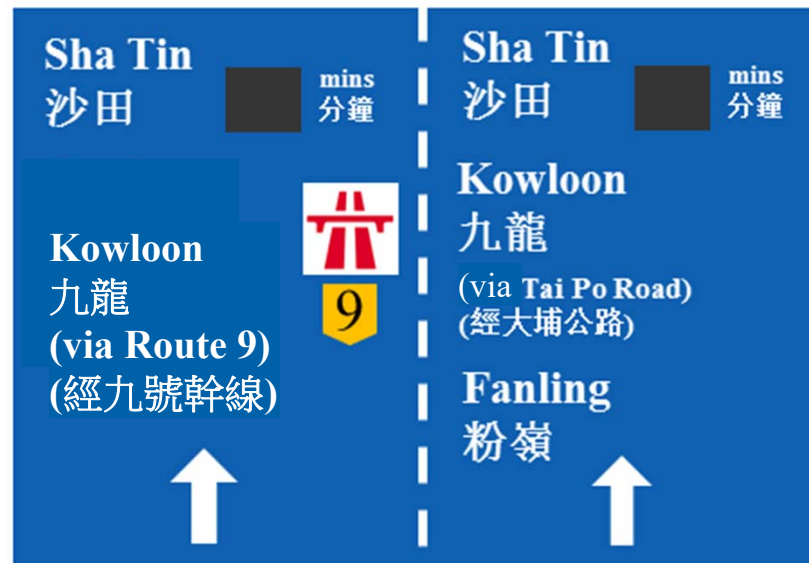 Sha Tin
沙田
mins
分鐘
Kowloon
九龍
(via Route 9)
(經九號幹線)
9
Sha Tin
沙田
mins
分鐘
Kowloon
九龍
(via Tai Po Road)
(經大埔公路)
Fanling
粉嶺